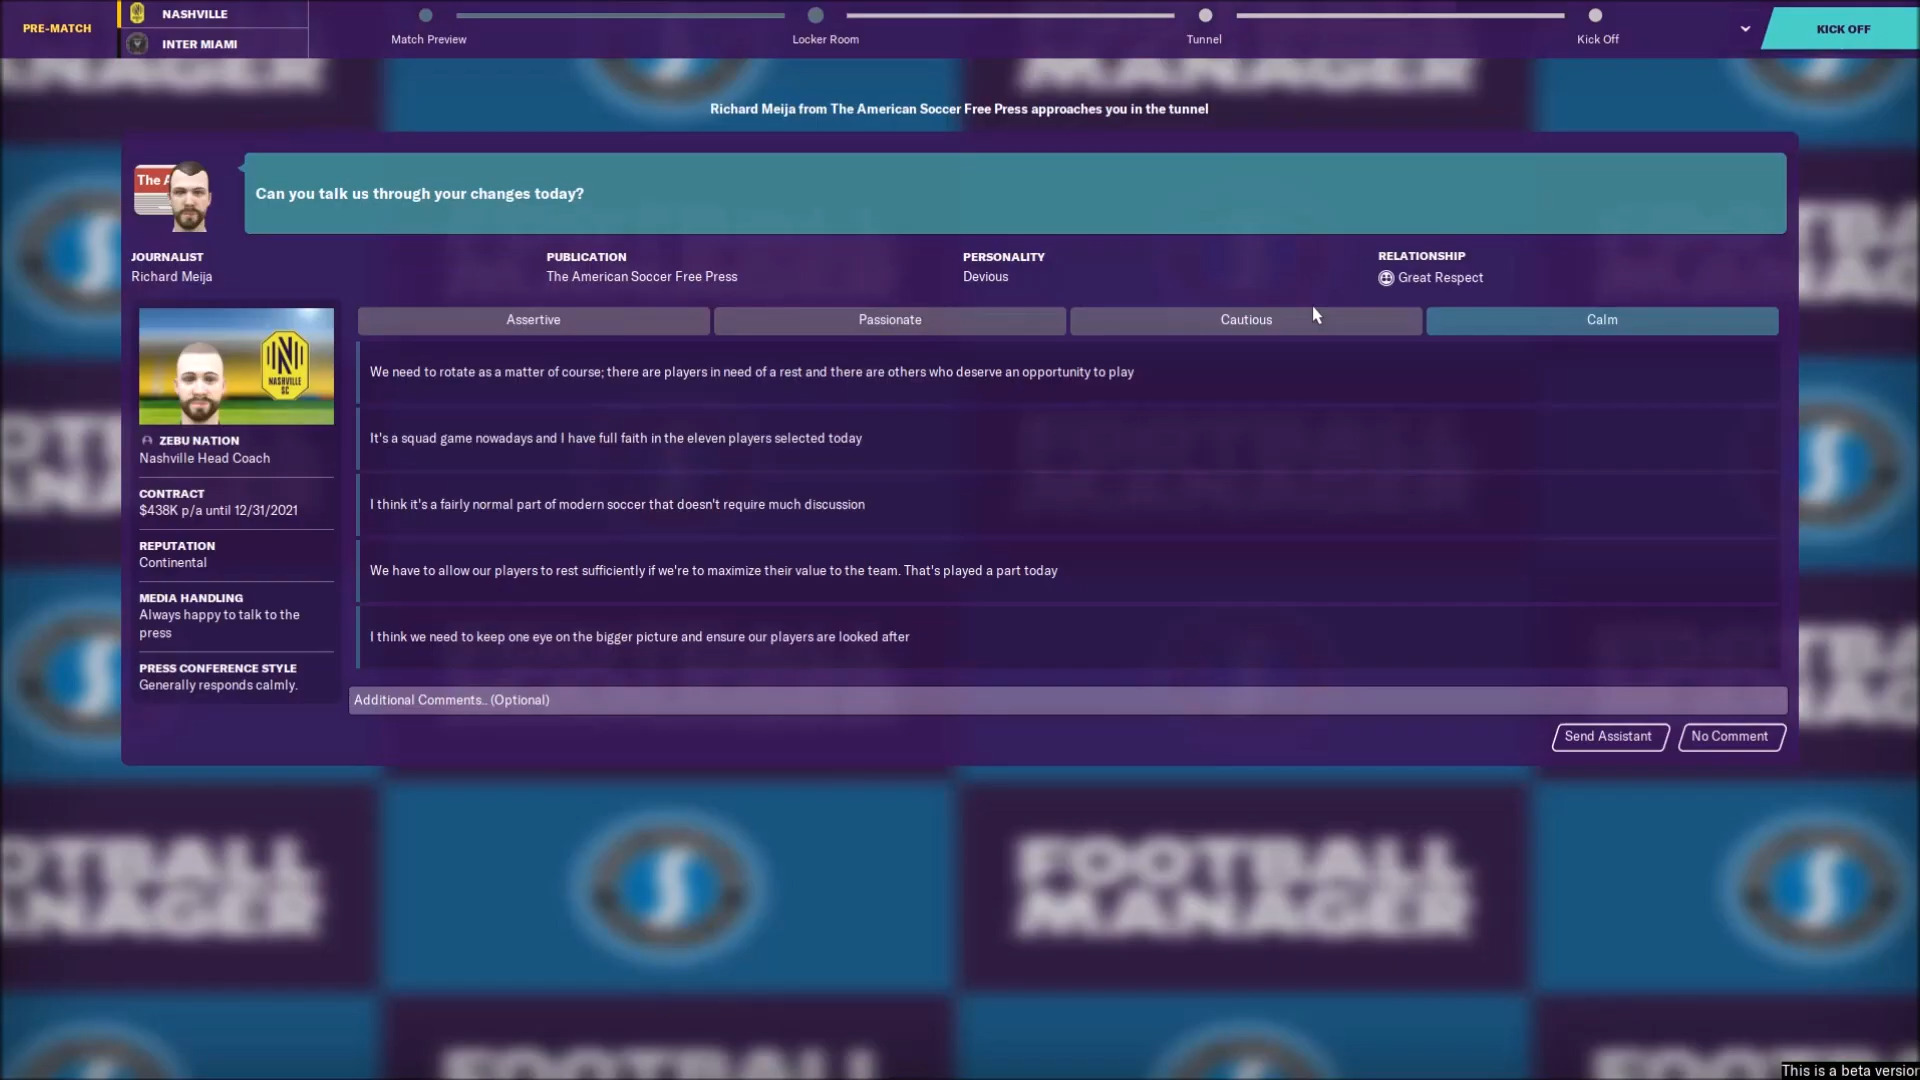 PRE-MATCH
NASHVILLE
INTER MIAMI
Match Preview
Locker Room
Tunnel
Kick Off
KICK OFF
Richard Meija from The American Soccer Free Press approaches you in the tunnel
The A
Can you talk us through your changes today?
JOURNALIST
Richard Meija
PUBLICATION
The American Soccer Free Press
PERSONALITY
Devious
RELATIONSHIP
Great Respect
Assertive
Passionate
Cautious
Calm
NASHVILLE
SC
ZEBU NATION
Nashville Head Coach
CONTRACT
$438K p/a until 12/31/2021
REPUTATION
Continental
MEDIA HANDLING
Always happy to talk to the
press
PRESS CONFERENCE STYLE
Generally responds calmly.
We need to rotate as a matter of course; there are players in need of a rest and there are others who deserve an opportunity to play
It's a squad game nowadays and I have full faith in the eleven players selected today
I think it's a fairly normal part of modern soccer that doesn't require much discussion
We have to allow our players to rest sufficiently if we're to maximize their value to the team. That's played a part today
I think we need to keep one eye on the bigger picture and ensure our players are looked after
Additional Comments.. (Optional)
Send Assistant
No Comment
FOOTBALL
MANAGER
This is a beta version